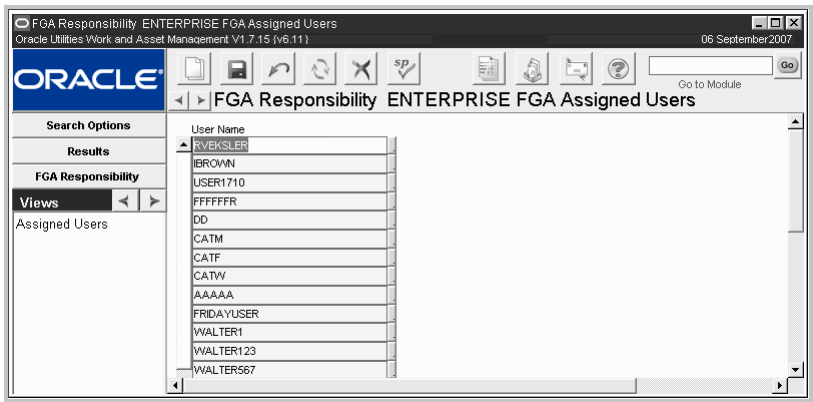 FGA Responsibility ENTERPRISE FGA Assigned Users
Oracle Utilities Work and Asset Management V1.7.15 {v6.11}
06 September2007
ORACLE
sp
Go
Go to Module
FGA Responsibility ENTERPRISE FGA Assigned Users
Search Options
Results
FGA Responsibility
Views
Assigned Users
User Name
RVEKSLER
IBROWN
USER1710
FFFFFFR
DD
CATM
CATF
CATW
AAAAA
FRIDAYUSER
WALTER1
WALTER123
WALTER567